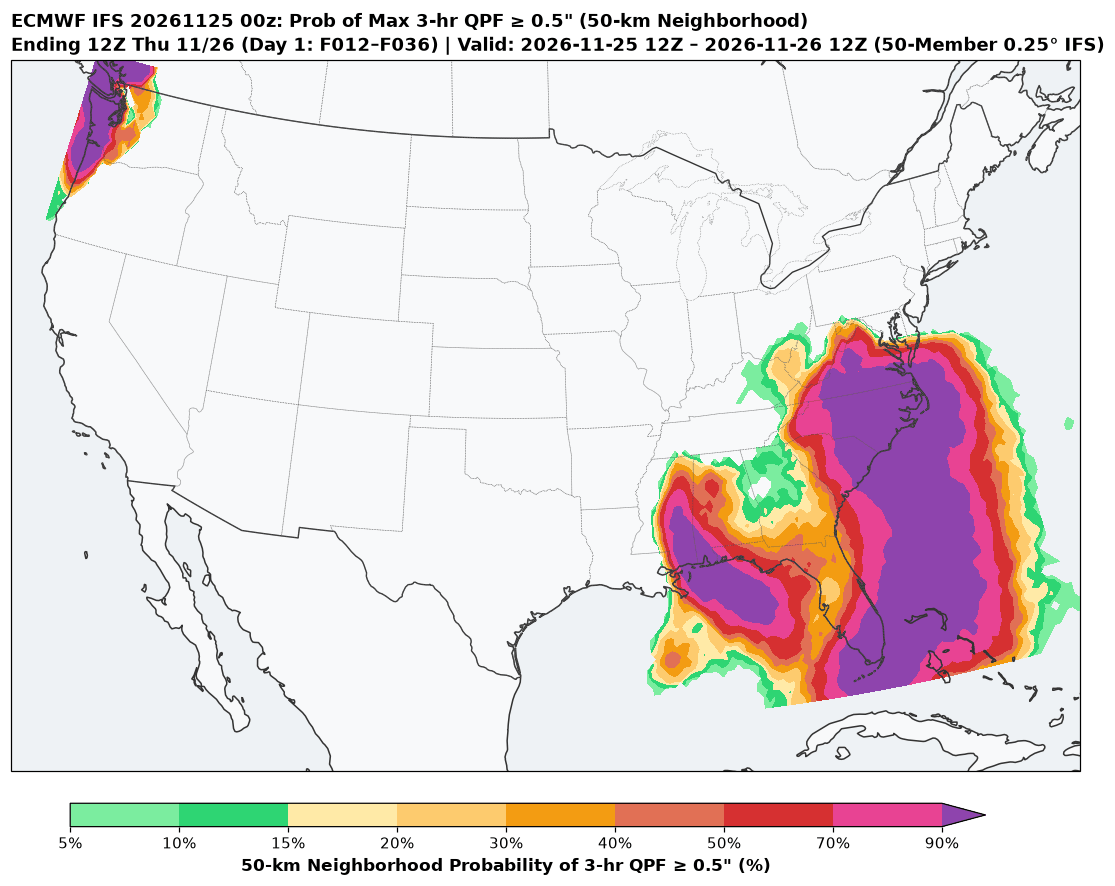 ECMWF IFS 20261125 00z: Prob of Max 3-hr QPF ≥ 0.5" (50-km Neighborhood)
Ending 12Z Thu 11/26 (Day 1: F012–F036) | Valid: 2026-11-25 12Z – 2026-11-26 12Z (50-Member 0.25° IFS)
5% 10% 15% 20% 30% 40% 50% 70% 90%
50-km Neighborhood Probability of 3-hr QPF ≥ 0.5" (%)